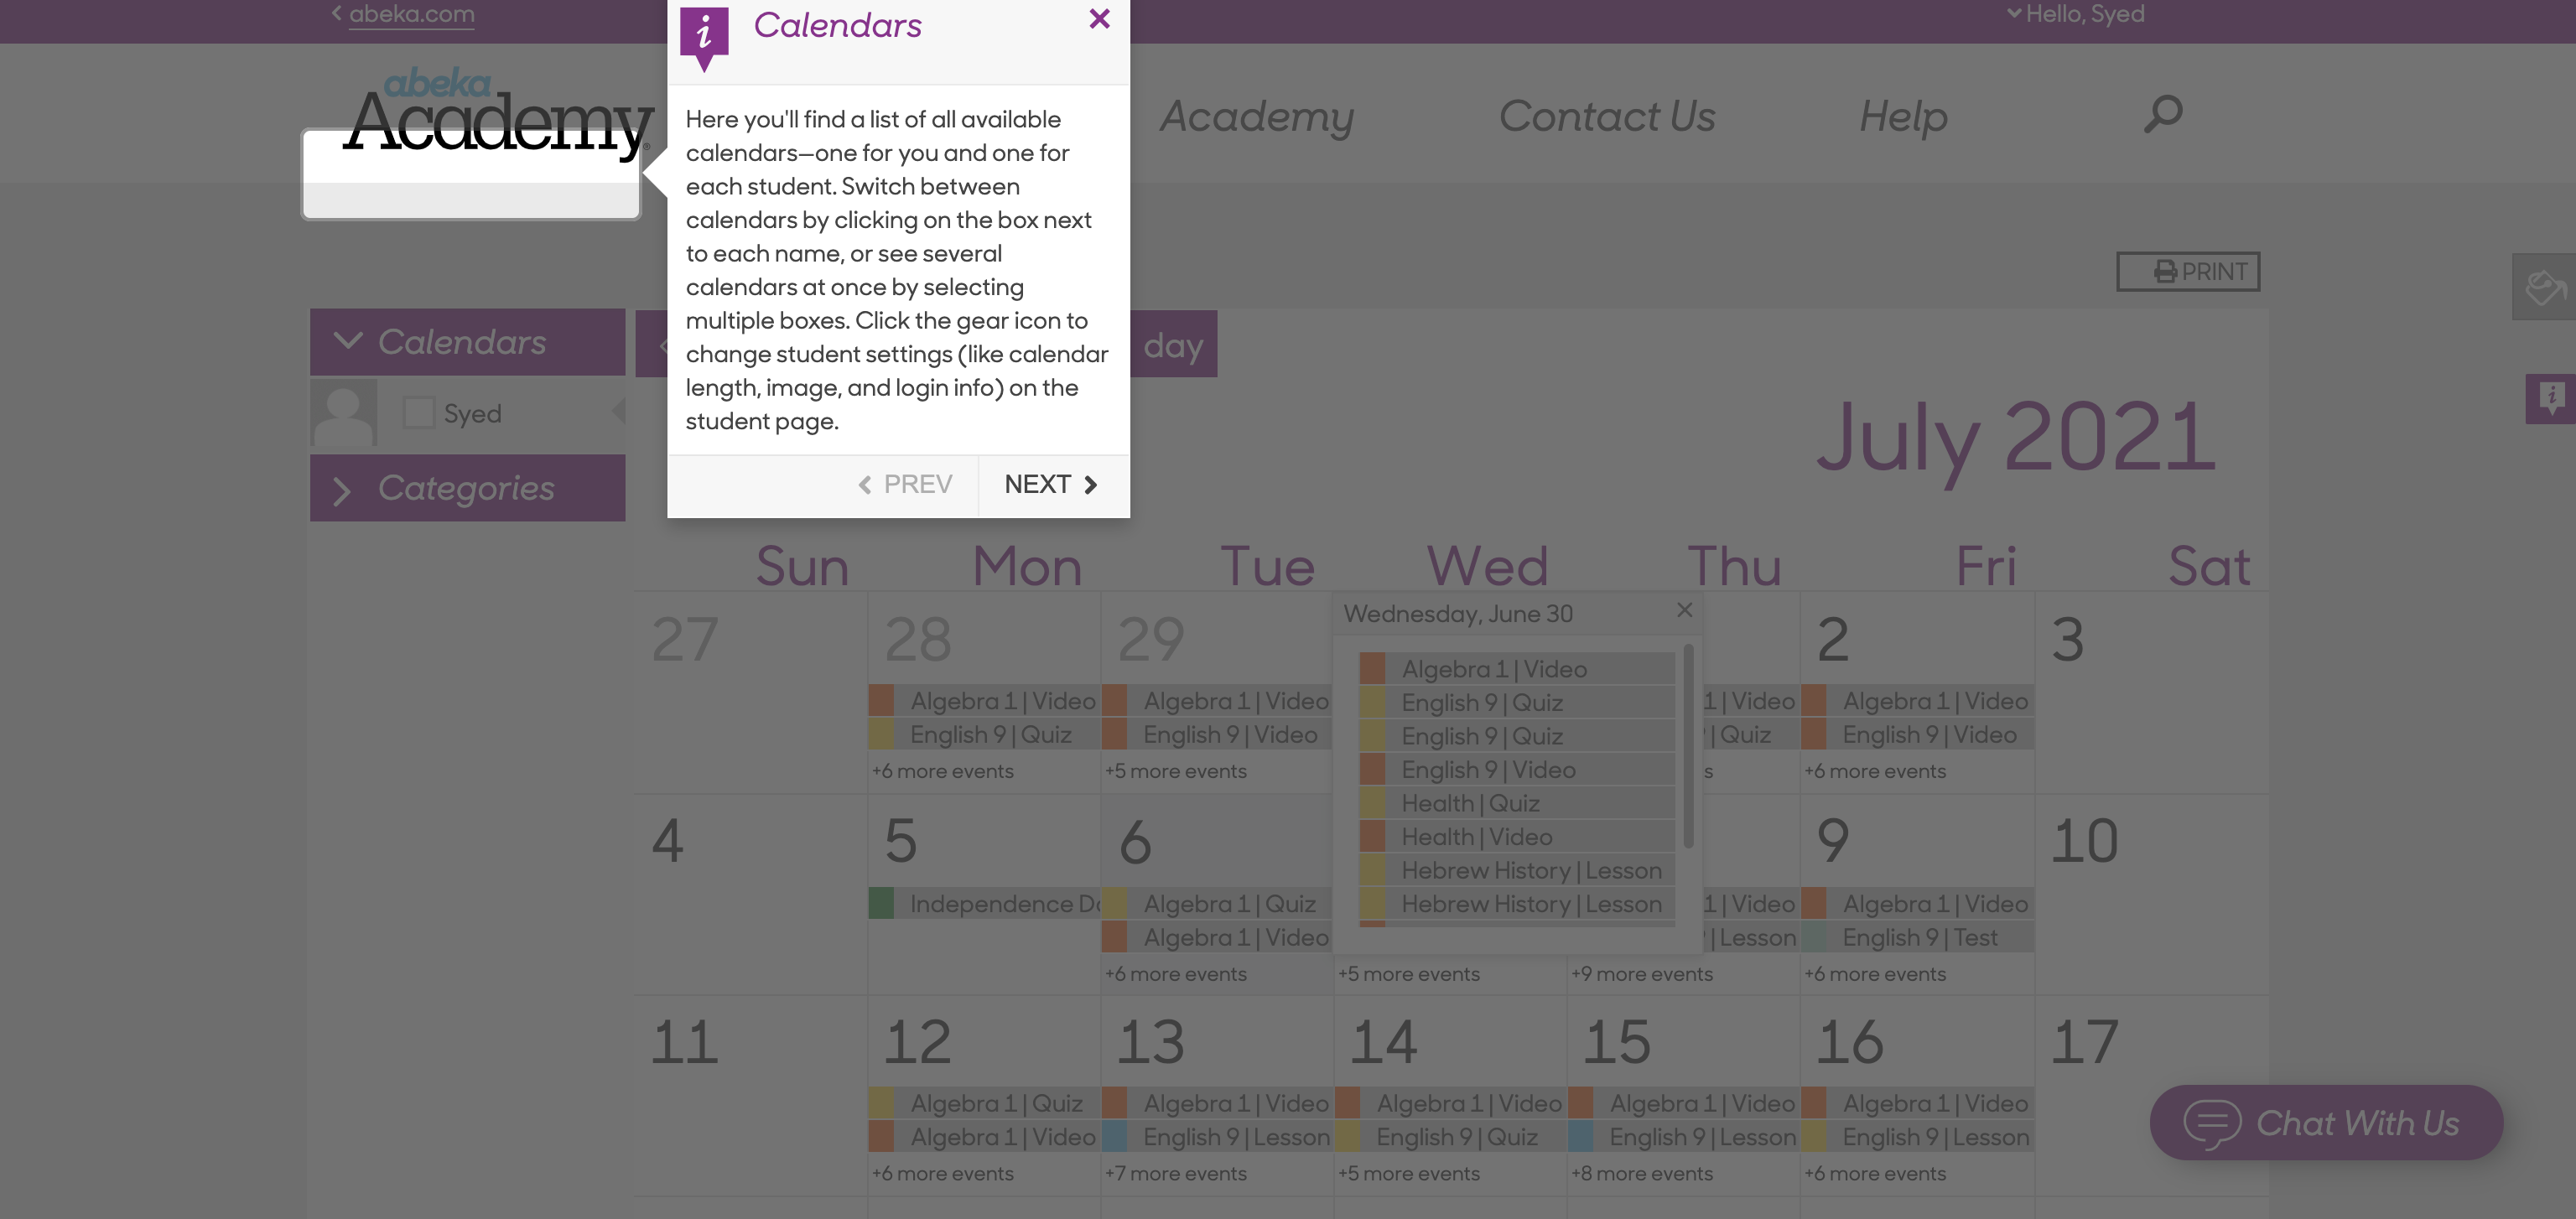 abeka.com
Hello, Syed
abeka
Academy
Academy
Contact Us
Help
i
Calendars
Here you'll find a list of all available
calendars—one for you and one for
each student. Switch between
calendars by clicking on the box next
to each name, or see several
calendars at once by selecting
multiple boxes. Click the gear icon to
change student settings (like calendar
length, image, and login info) on the
student page.
PREV
NEXT
PRINT
Calendars
Syed
Categories
day
July 2021
i
Sun Mon Tue Wed Thu Fri Sat
27
28
Algebra 1 | Video
English 9 | Quiz
+6 more events
29
Algebra 1 | Video
English 9 | Video
+5 more events
Wednesday, June 30
Algebra 1 | Video
English 9 | Quiz
English 9 | Quiz
English 9 | Video
Health | Quiz
Health | Video
Hebrew History | Lesson
Hebrew History | Lesson
1 | Video
| Quiz
s
2
Algebra 1 | Video
English 9 | Video
+6 more events
3
4
5
Independence Da
6
Algebra 1 | Quiz
Algebra 1 | Video
+6 more events
+5 more events
1 | Video
| Lesson
+9 more events
9
Algebra 1 | Video
English 9 | Test
+6 more events
10
11
12
Algebra 1 | Quiz
Algebra 1 | Video
+6 more events
13
Algebra 1 | Video
English 9 | Lesson
+7 more events
14
Algebra 1 | Video
English 9 | Quiz
+5 more events
15
Algebra 1 | Video
English 9 | Lesson
+8 more events
16
Algebra 1 | Video
English 9 | Lesson
+6 more events
17
Chat With Us